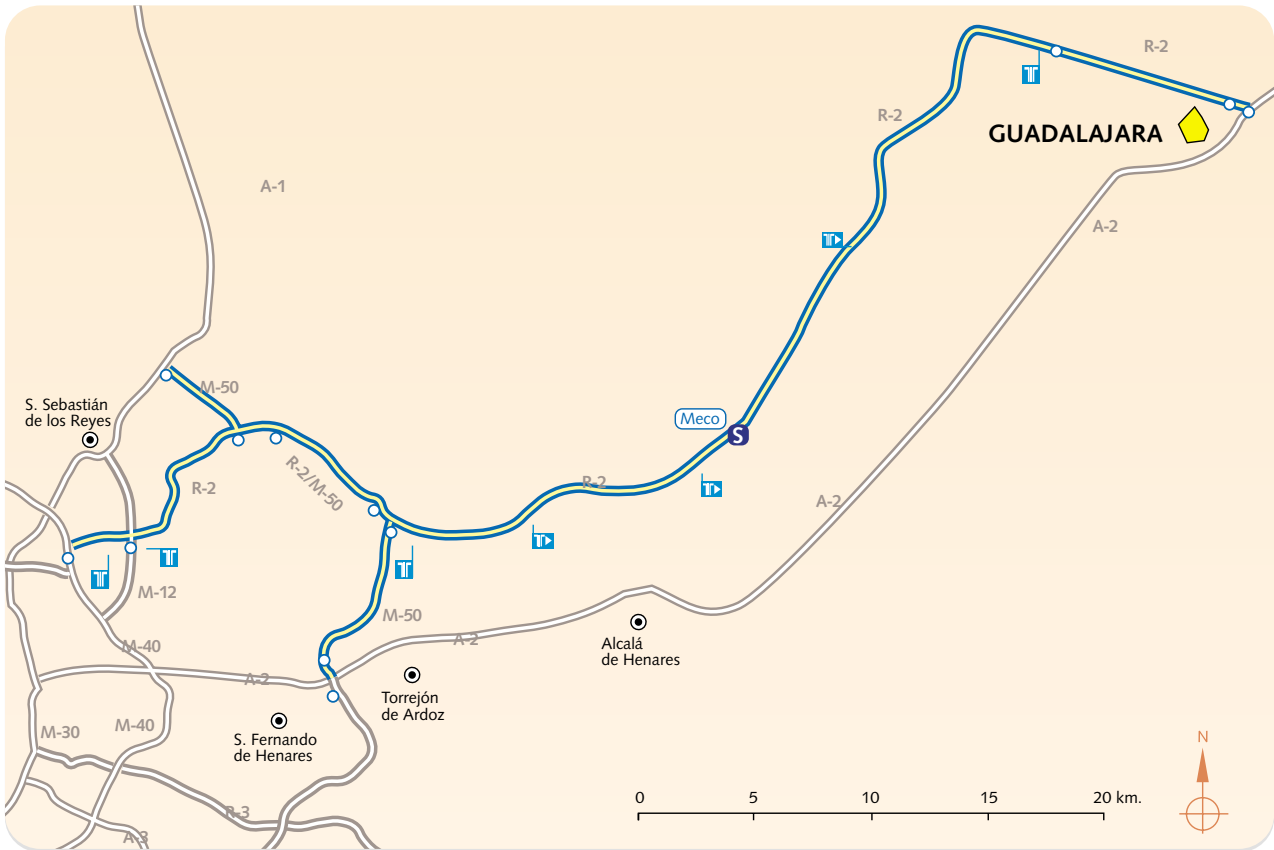 R-2
R-2
GUADALAJARA
A-1
A-2
M-50
S. Sebastián
de los Reyes
Meco
S
R-2/M-50
R-2
R-2
A-2
M-12
M-50
M-40
A-2
Alcalá
de Henares
A-2
Torrejón
de Ardoz
M-30
M-40
S. Fernando
de Henares
N
0 5 10 15 20 km.
R-3
A-3